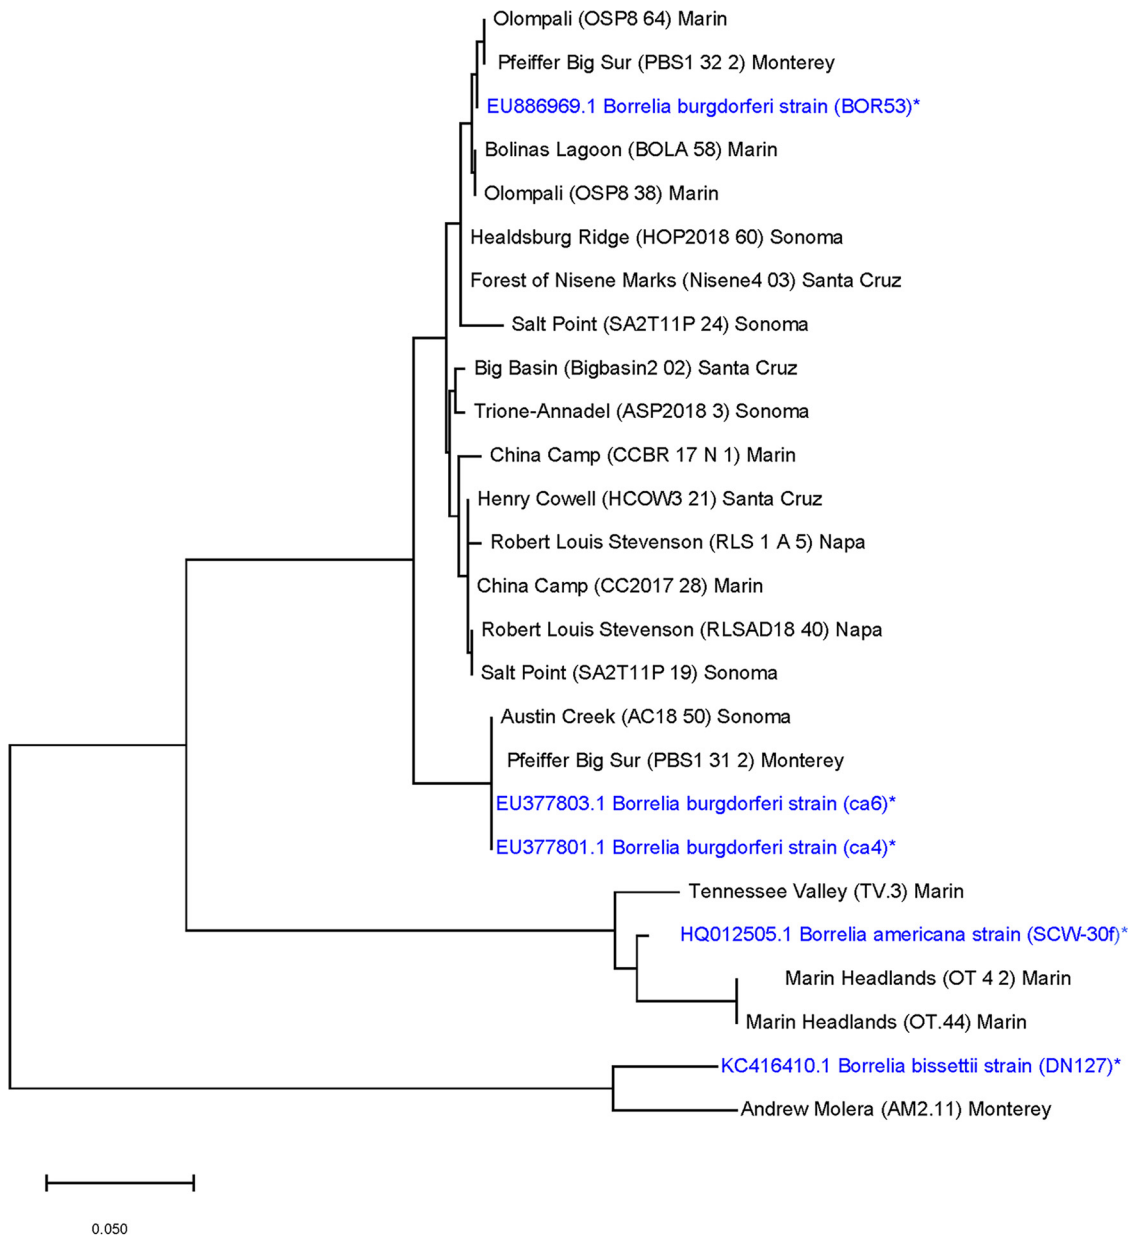 Olompali (OSP8 64) Marin
Pfeiffer Big Sur (PBS1 32 2) Monterey
EU886969.1 Borrelia burgdorferi strain (BOR53)*
Bolinas Lagoon (BOLA 58) Marin
Olompali (OSP8 38) Marin
Healdsburg Ridge (HOP2018 60) Sonoma
Forest of Nisene Marks (Nisene4 03) Santa Cruz
Salt Point (SA2T11P 24) Sonoma
Big Basin (Bigbasin2 02) Santa Cruz
Trione-Annadel (ASP2018 3) Sonoma
China Camp (CCBR 17 N 1) Marin
Henry Cowell (HCOW3 21) Santa Cruz
Robert Louis Stevenson (RLS 1 A 5) Napa
China Camp (CC2017 28) Marin
Robert Louis Stevenson (RLSAD18 40) Napa
Salt Point (SA2T11P 19) Sonoma
Austin Creek (AC18 50) Sonoma
Pfeiffer Big Sur (PBS1 31 2) Monterey
EU377803.1 Borrelia burgdorferi strain (ca6)*
EU377801.1 Borrelia burgdorferi strain (ca4)*
Tennessee Valley (TV.3) Marin
HQ012505.1 Borrelia americana strain (SCW-30f)*
Marin Headlands (OT 4 2) Marin
Marin Headlands (OT.44) Marin
KC416410.1 Borrelia bissettii strain (DN127)*
Andrew Molera (AM2.11) Monterey
0.050